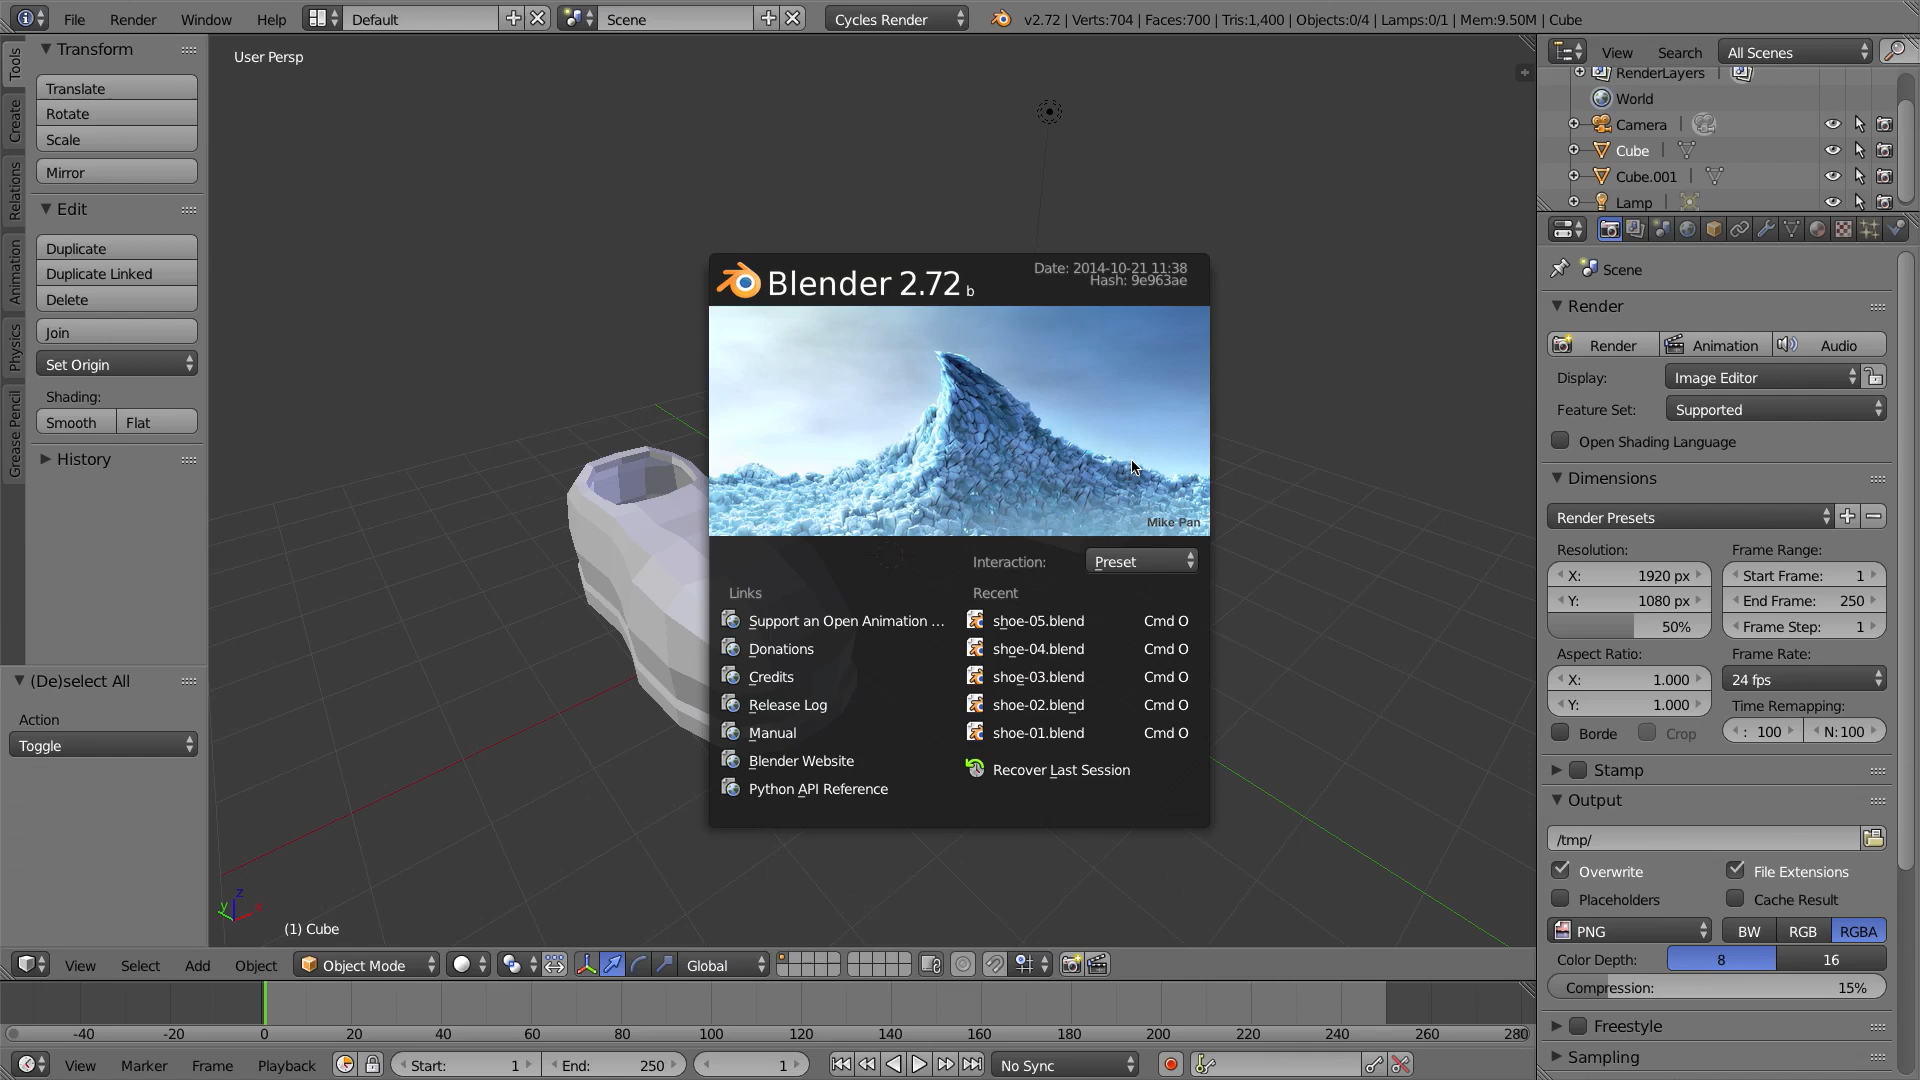 File Render Window Help Default Scene Cycles Render v2.72 | Verts:704 | Faces:700 | Tris:1,400 | Objects:0/4 | Lamps:0/1 | Mem:9.50M | Cube
Tools
Create
Relations
Animation
Physics
Grease Pencil
Transform
Translate
Rotate
Scale
Mirror
Edit
Duplicate
Duplicate Linked
Delete
Join
Set Origin
Shading:
Smooth Flat
History
(De)select All
Action
Toggle
User Persp
Blender 2.72 b
Date: 2014-10-21 11:38
Hash: 9e963ae
Mike Pan
Interaction: Preset
Links
Support an Open Animation ...
Donations
Credits
Release Log
Manual
Blender Website
Python API Reference
Recent
shoe-05.blend Cmd O
shoe-04.blend Cmd O
shoe-03.blend Cmd O
shoe-02.blend Cmd O
shoe-01.blend Cmd O
Recover Last Session
z
y
x
(1) Cube
View Select Add Object Object Mode Global
-40 -20 0 20 40 60 80 100 120 140 160 180 200 220 240 260 280
View Marker Frame Playback Start: 1 End: 250 1 No Sync
View Search All Scenes
RenderLayers
World
Camera
Cube
Cube.001
Lamp
Scene
Render
Render Animation Audio
Display: Image Editor
Feature Set: Supported
Open Shading Language
Dimensions
Render Presets
Resolution: Frame Range:
X: 1920 px Start Frame: 1
Y: 1080 px End Frame: 250
50% Frame Step: 1
Aspect Ratio: Frame Rate:
X: 1.000 24 fps
Y: 1.000 Time Remapping:
Borde Crop : 100 N: 100
Stamp
Output
/tmp/
Overwrite File Extensions
Placeholders Cache Result
PNG BW RGB RGBA
Color Depth: 8 16
Compression: 15%
Freestyle
Sampling